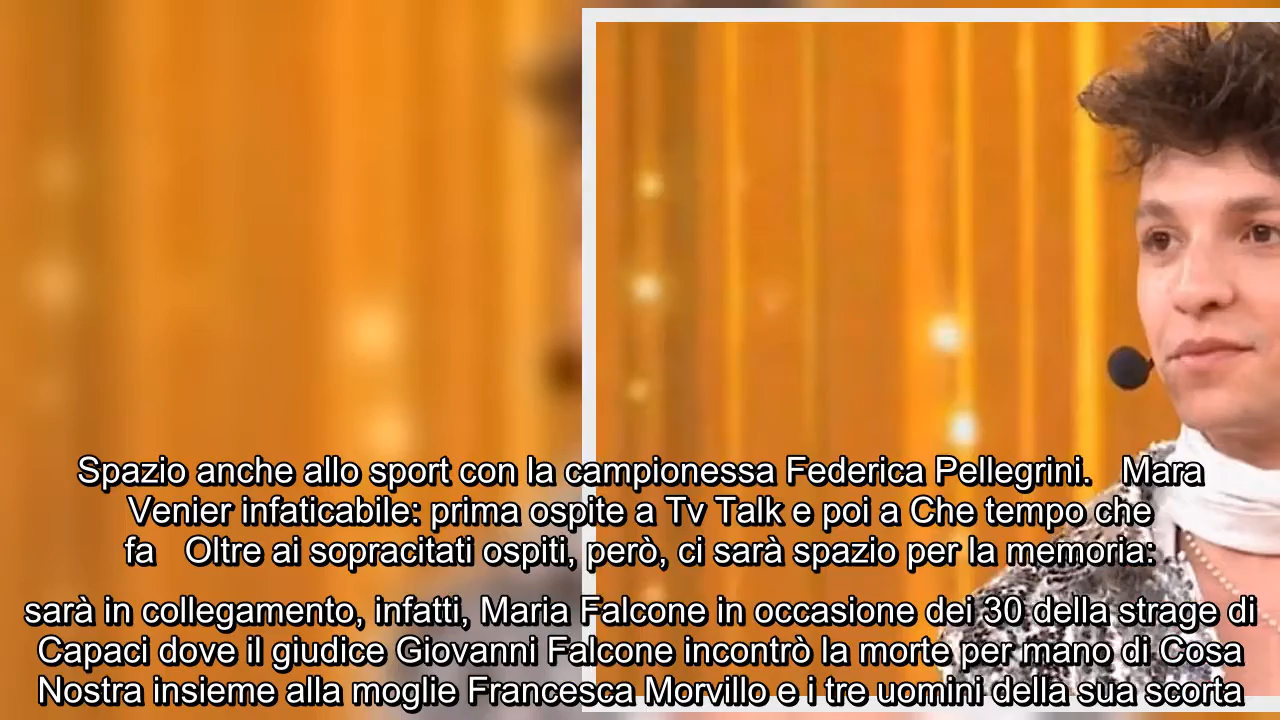 Spazio anche allo sport con la campionessa Federica Pellegrini.   Mara
Venier infaticabile: prima ospite a Tv Talk e poi a Che tempo che
fa   Oltre ai sopracitati ospiti, però, ci sarà spazio per la memoria:
sarà in collegamento, infatti, Maria Falcone in occasione dei 30 della strage di
Capaci dove il giudice Giovanni Falcone incontrò la morte per mano di Cosa
Nostra insieme alla moglie Francesca Morvillo e i tre uomini della sua scorta